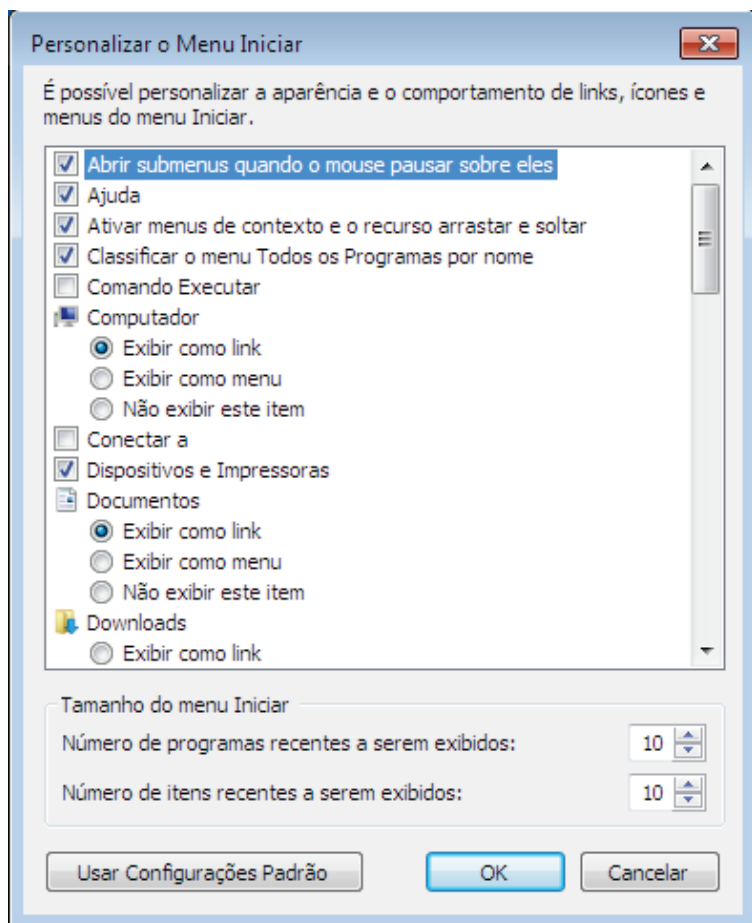 Personalizar o Menu Iniciar
É possível personalizar a aparência e o comportamento de links, ícones e
menus do menu Iniciar.
Abrir submenus quando o mouse pausar sobre eles
Ajuda
Ativar menus de contexto e o recurso arrastar e soltar
Classificar o menu Todos os Programas por nome
Comando Executar
Computador
Exibir como link
Exibir como menu
Não exibir este item
Conectar a
Dispositivos e Impressoras
Documentos
Exibir como link
Exibir como menu
Não exibir este item
Downloads
Exibir como link
Tamanho do menu Iniciar
Número de programas recentes a serem exibidos: 10
Número de itens recentes a serem exibidos: 10
Usar Configurações Padrão OK Cancelar